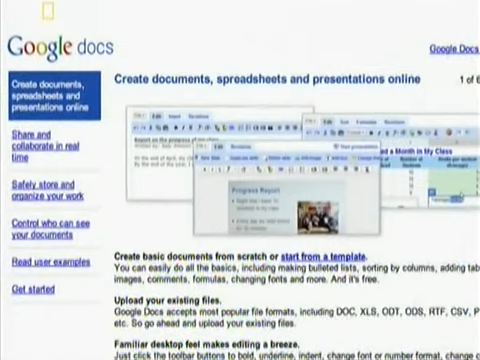 Google docs
Google Docs
Create documents,
spreadsheets and
presentations online
Create documents, spreadsheets and presentations online
1 of 6
Share and
collaborate in real
time
Safely store and
organize your work
Control who can see
your documents
Read user examples
Get started
Progress Report
Create basic documents from scratch or start from a template.
You can easily do all the basics, including making bulleted lists, sorting by columns, adding tab
images, comments, formulas, changing fonts and more. And it's free.
Upload your existing files.
Google Docs accepts most popular file formats, including DOC, XLS, ODT, ODS, RTF, CSV, P
etc. So go ahead and upload your existing files.
Familiar desktop feel makes editing a breeze.
Just click the toolbar buttons to bold, underline, indent, change font or number format, change c